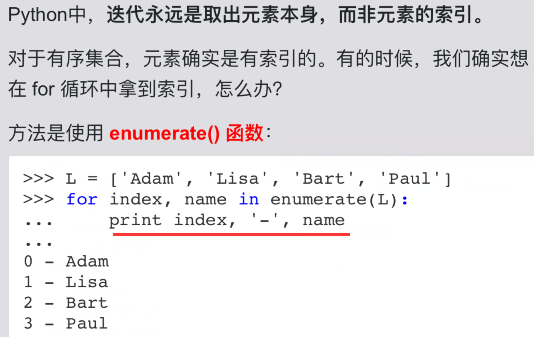 Python中，迭代永远是取出元素本身，而非元素的索引。
对于有序集合，元素确实是有索引的。有的时候，我们确实想
在 for 循环中拿到索引，怎么办？
方法是使用 enumerate() 函数：
>>> L = ['Adam', 'Lisa', 'Bart', 'Paul']
>>> for index, name in enumerate(L):
...     print index, '-', name
...
0 - Adam
1 - Lisa
2 - Bart
3 - Paul